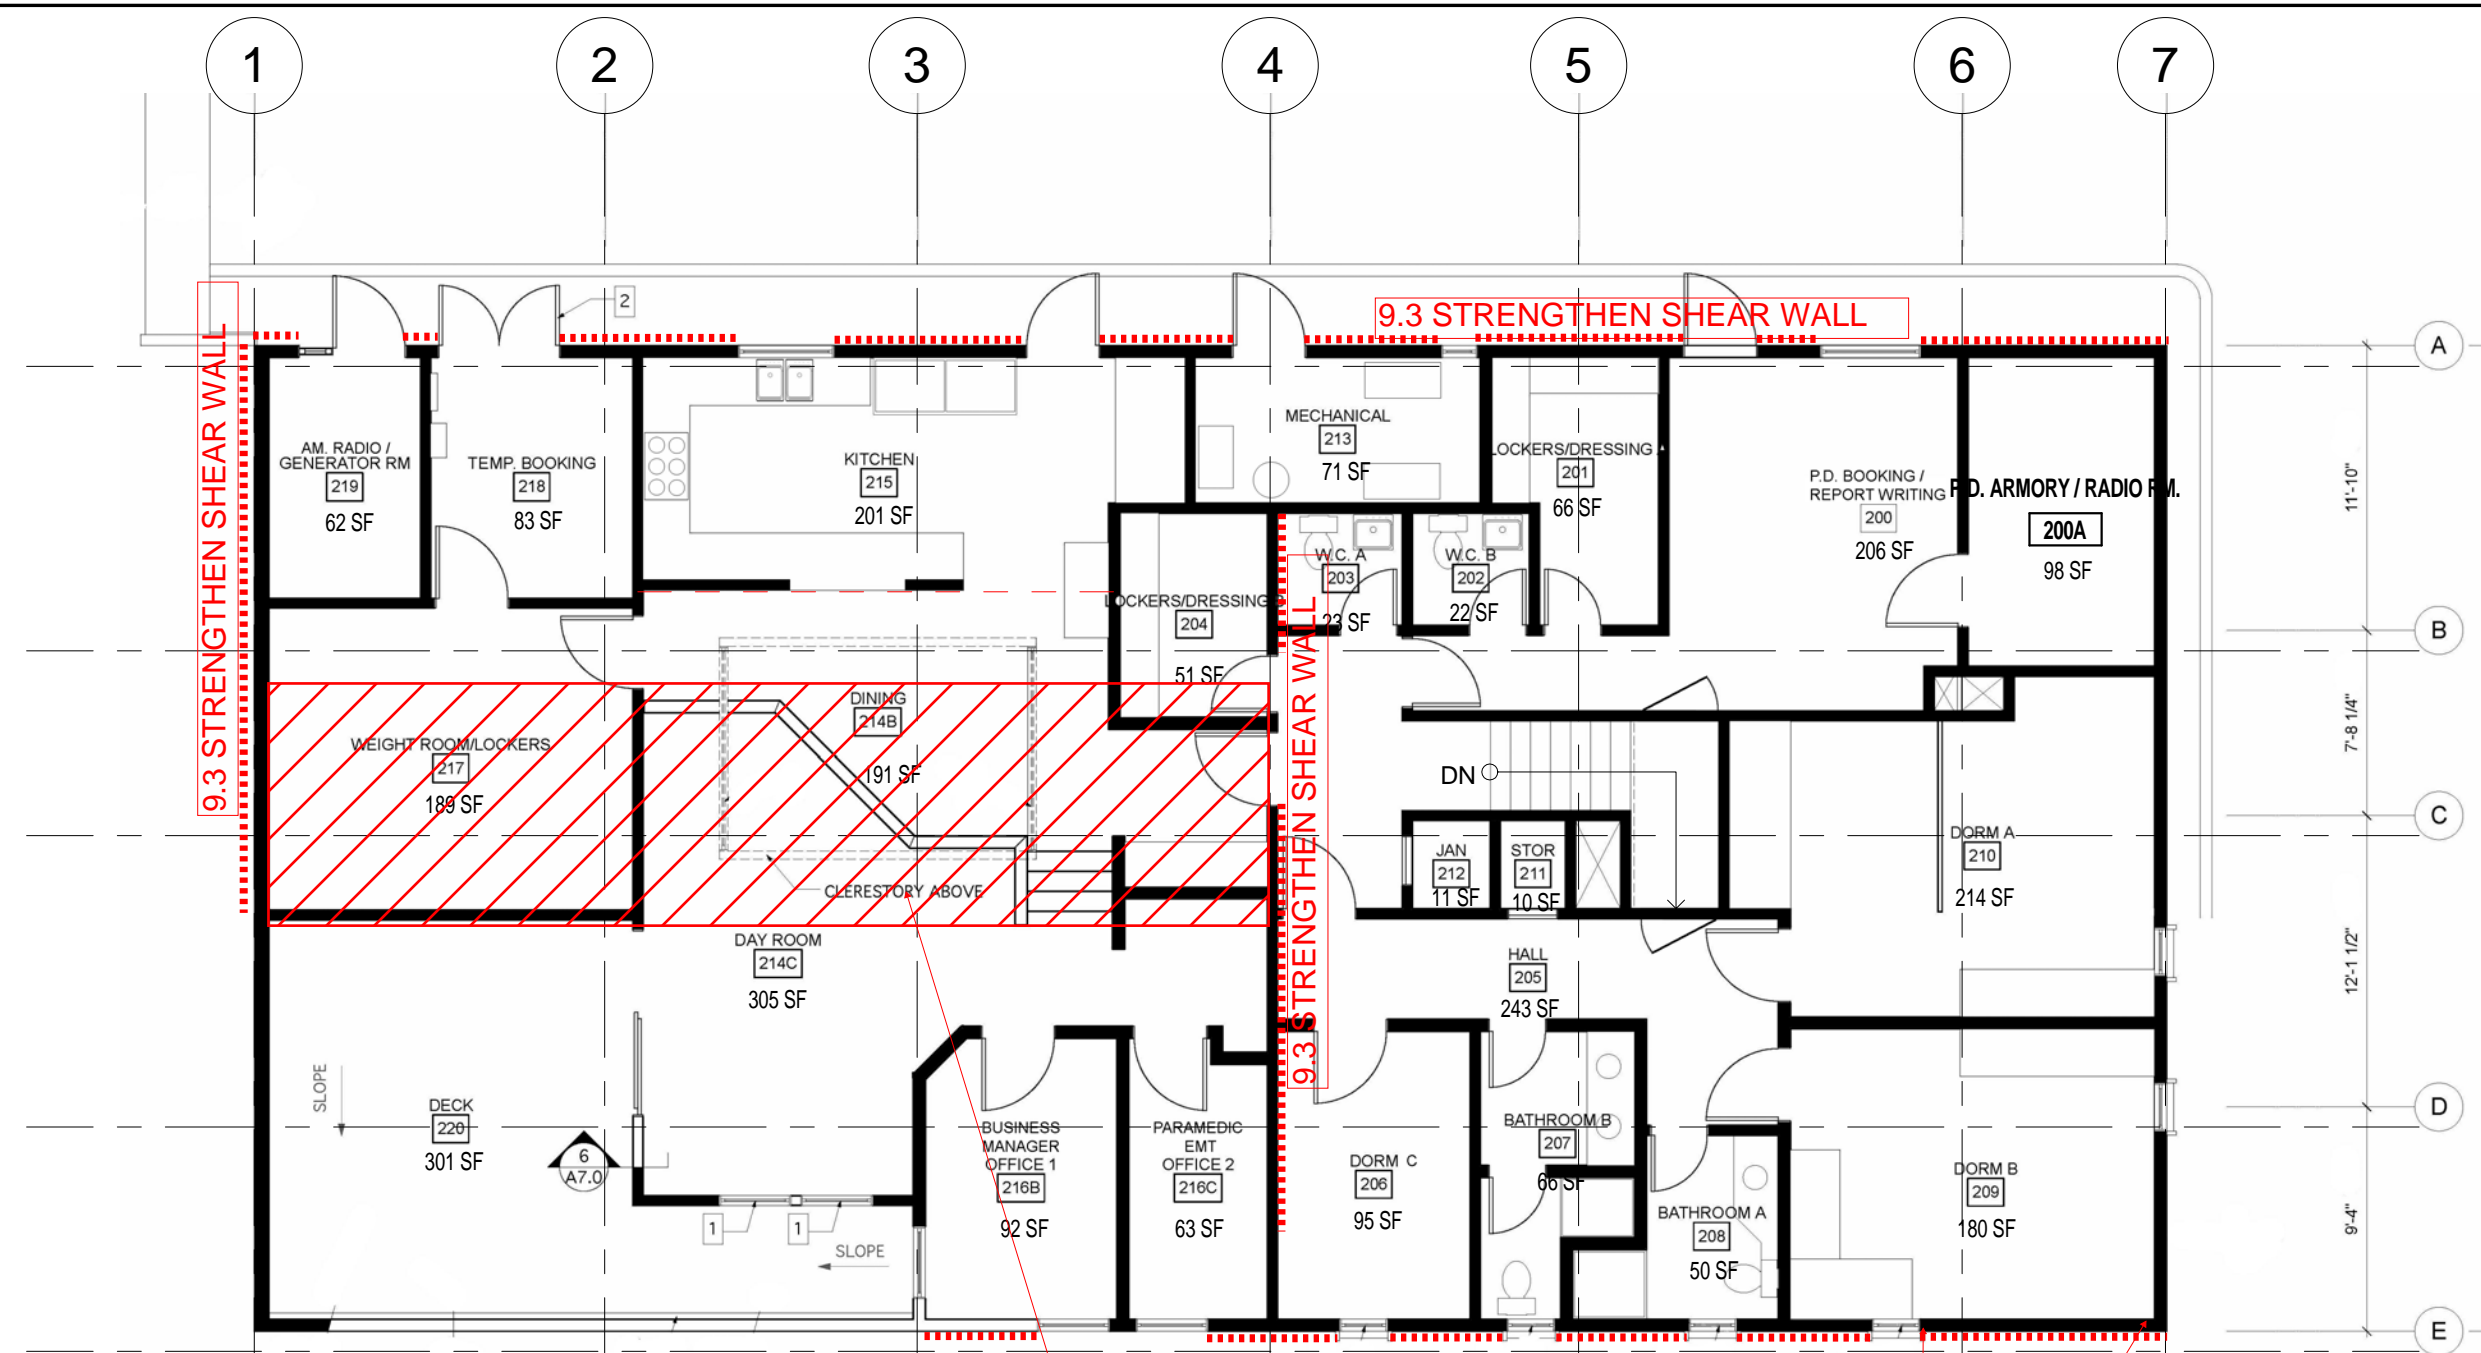 1
2
3
4
5
6
7
2
9.3 STRENGTHEN SHEAR WALL
9.3 STRENGTHEN SHEAR WALL
9.3 STRENGTHEN SHEAR WALL
A
B
C
D
E
11'-10"
7'-8 1/4"
12'-1 1/2"
9'-4"
AM. RADIO /
GENERATOR RM
219
62 SF
TEMP. BOOKING
218
83 SF
KITCHEN
215
201 SF
MECHANICAL
213
71 SF
LOCKERS/DRESSING
201
66 SF
P.D. BOOKING /
REPORT WRITING
200
206 SF
P.D. ARMORY / RADIO RM.
200A
98 SF
LOCKERS/DRESSING
204
51 SF
W.C. A
203
23 SF
W.C. B
202
22 SF
WEIGHT ROOM/LOCKERS
217
189 SF
DINING
214B
191 SF
CLERESTORY ABOVE
DN
JAN
212
11 SF
STOR
211
10 SF
DORM A
210
214 SF
DAY ROOM
214C
305 SF
HALL
205
243 SF
SLOPE
DECK
220
301 SF
6
A7.0
1
1
SLOPE
BUSINESS
MANAGER
OFFICE 1
216B
92 SF
PARAMEDIC
EMT
OFFICE 2
216C
63 SF
DORM C
206
95 SF
BATHROOM B
207
66 SF
BATHROOM A
208
50 SF
DORM B
209
180 SF